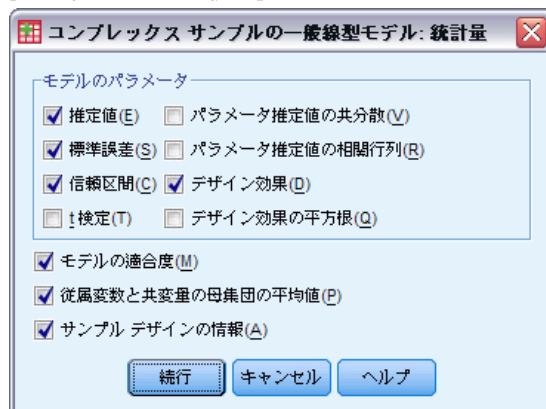 コンプレックス サンプルの一般線型モデル: 統計量
モデルのパラメータ
推定値(E) パラメータ推定値の共分散(V)
標準誤差(S) パラメータ推定値の相関行列(R)
信頼区間(C) デザイン効果(D)
t 検定(T) デザイン効果の平方根(Q)
モデルの適合度(M)
従属変数と共変量の母集団の平均値(P)
サンプル デザインの情報(A)
続行 キャンセル ヘルプ